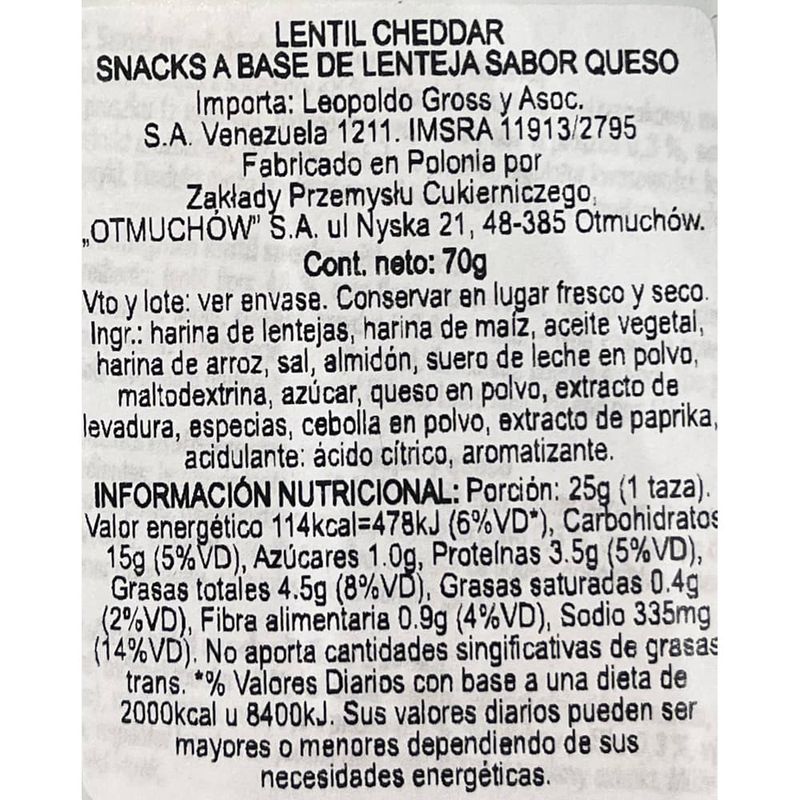 LENTIL CHEDDAR
SNACKS A BASE DE LENTEJA SABOR QUESO
Importa: Leopoldo Gross y Asoc.
S.A. Venezuela 1211. IMSRA 11913/2795
Fabricado en Polonia por
Zakłady Przemysłu Cukierniczego,
„OTMUCHÓW” S.A. ul Nyska 21, 48-385 Otmuchów.
Cont. neto: 70g
Vto y lote: ver envase. Conservar en lugar fresco y seco.
Ingr.: harina de lentejas, harina de maíz, aceite vegetal,
harina de arroz, sal, almidón, suero de leche en polvo,
maltodextrina, azúcar, queso en polvo, extracto de
levadura, especias, cebolla en polvo, extracto de paprika,
acidulante: ácido cítrico, aromatizante.
INFORMACIÓN NUTRICIONAL: Porción: 25g (1 taza).
Valor energético 114kcal=478kJ (6%VD*), Carbohidratos
15g (5%VD), Azúcares 1.0g, Proteínas 3.5g (5%VD),
Grasas totales 4.5g (8%VD), Grasas saturadas 0.4g
(2%VD), Fibra alimentaria 0.9g (4%VD), Sodio 335mg
(14%VD). No aporta cantidades singificativas de grasas
trans. *% Valores Diarios con base a una dieta de
2000kcal u 8400kJ. Sus valores diarios pueden ser
mayores o menores dependiendo de sus
necesidades energéticas.